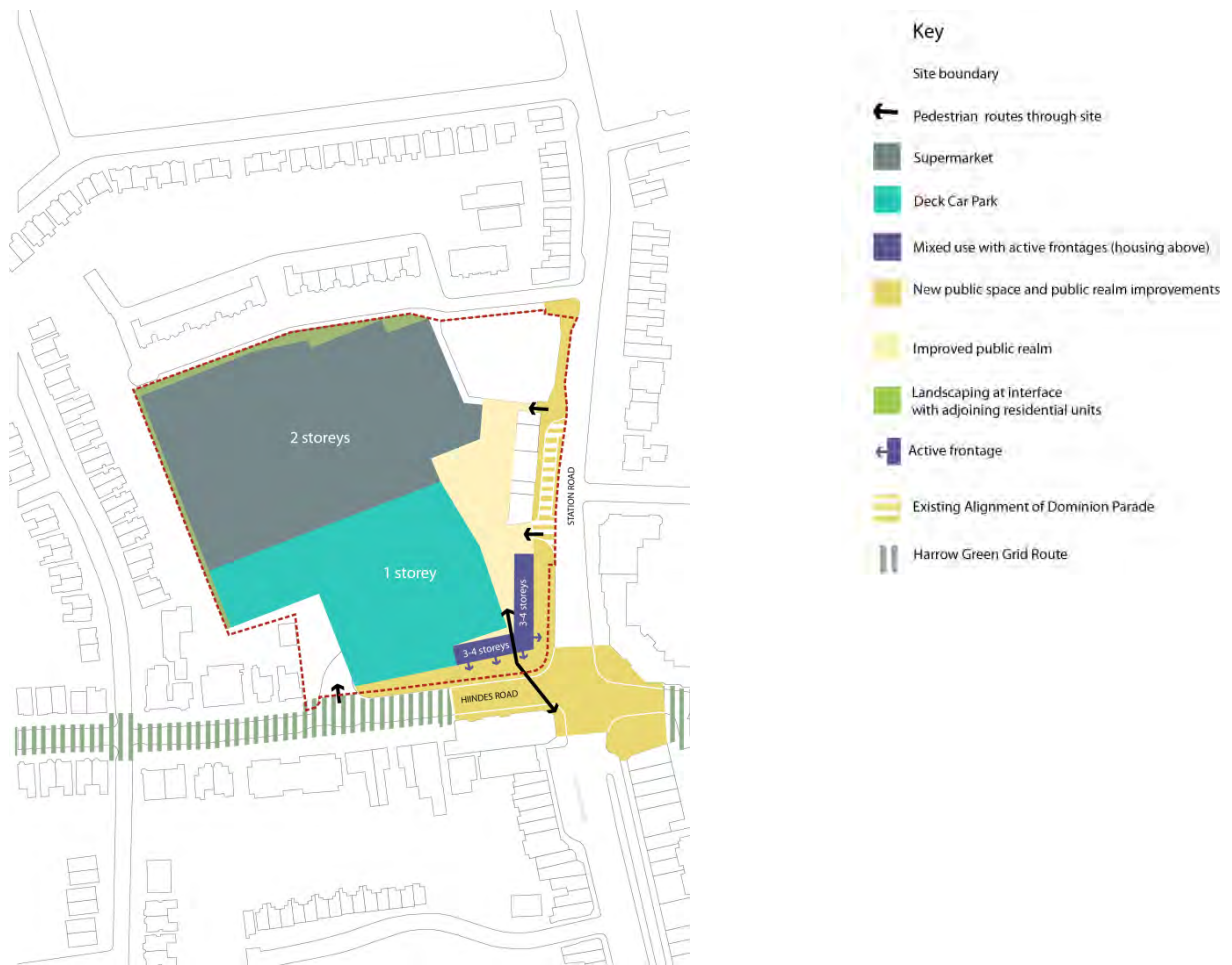 Key
Site boundary
Pedestrian routes through site
Supermarket
Deck Car Park
Mixed use with active frontages (housing above)
New public space and public realm improvements
Improved public realm
Landscaping at interface
with adjoining residential units
Active frontage
Existing Alignment of Dominion Parade
Harrow Green Grid Route
2 storeys
STATION ROAD
1 storey
3-4 storeys
3-4 storeys
HINDES ROAD